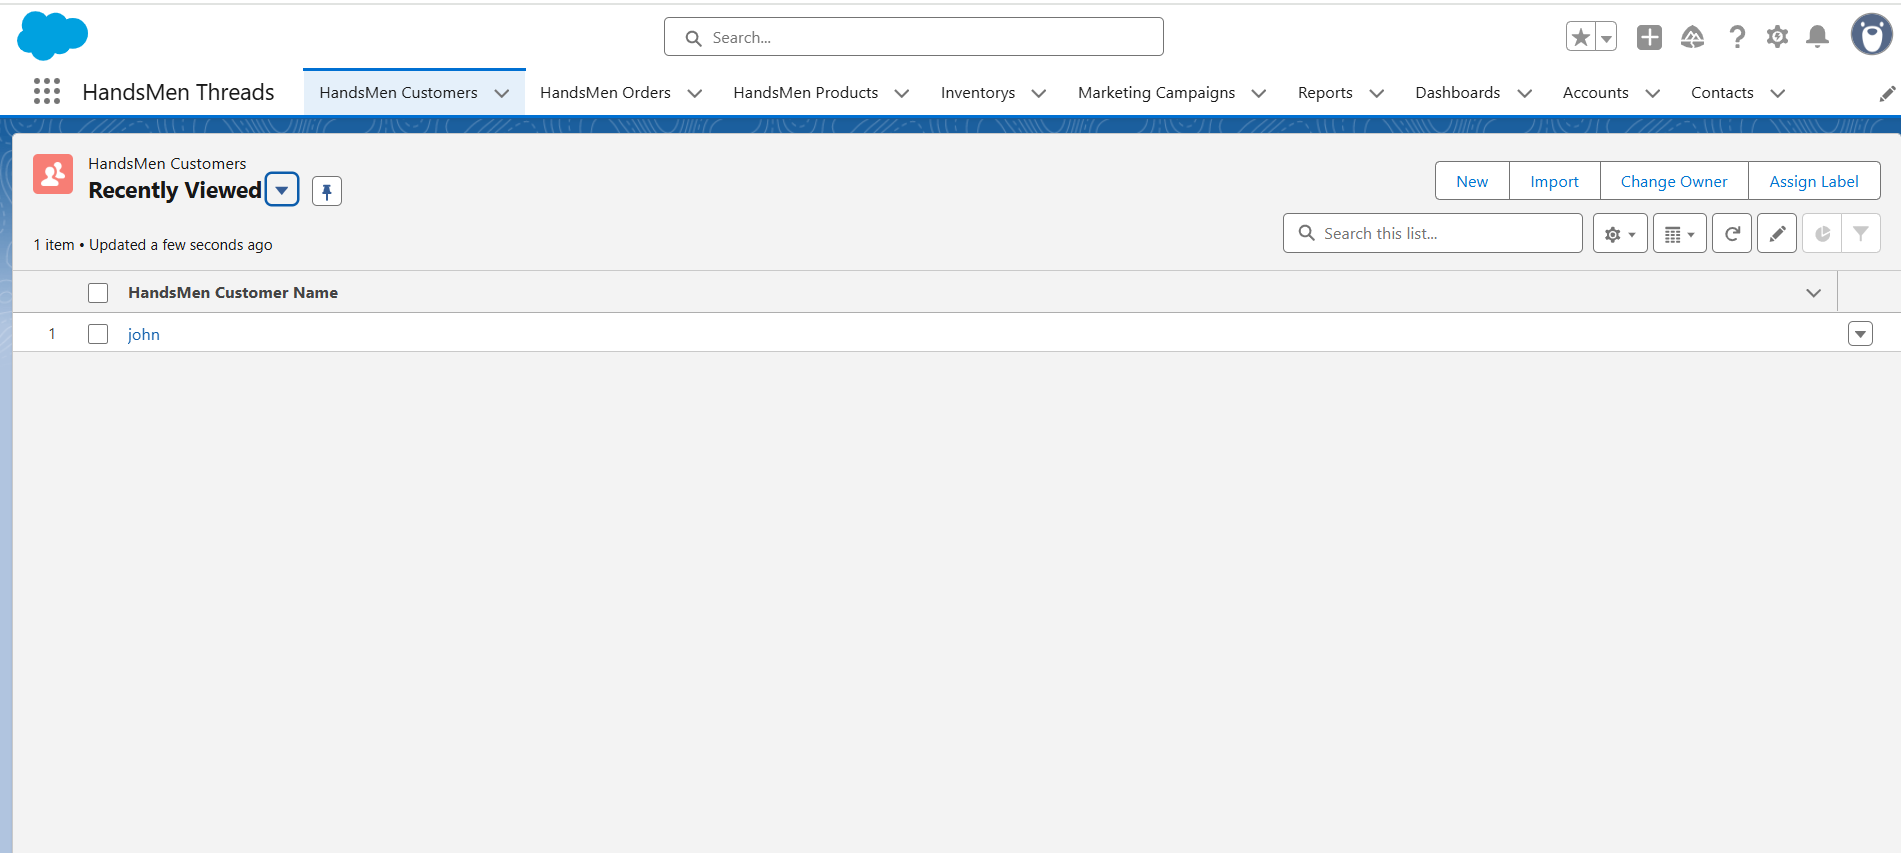 Search...
HandsMen Threads
HandsMen Customers
HandsMen Orders
HandsMen Products
Inventorys
Marketing Campaigns
Reports
Dashboards
Accounts
Contacts
HandsMen Customers
Recently Viewed
New
Import
Change Owner
Assign Label
1 item • Updated a few seconds ago
Search this list...
HandsMen Customer Name
1
john